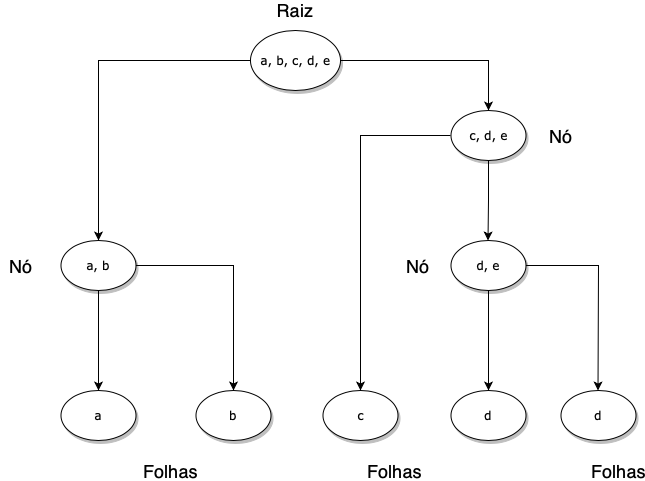 Raiz
a, b, c, d, e
c, d, e
Nó
Nó
a, b
Nó
d, e
a
b
c
d
d
Folhas
Folhas
Folhas